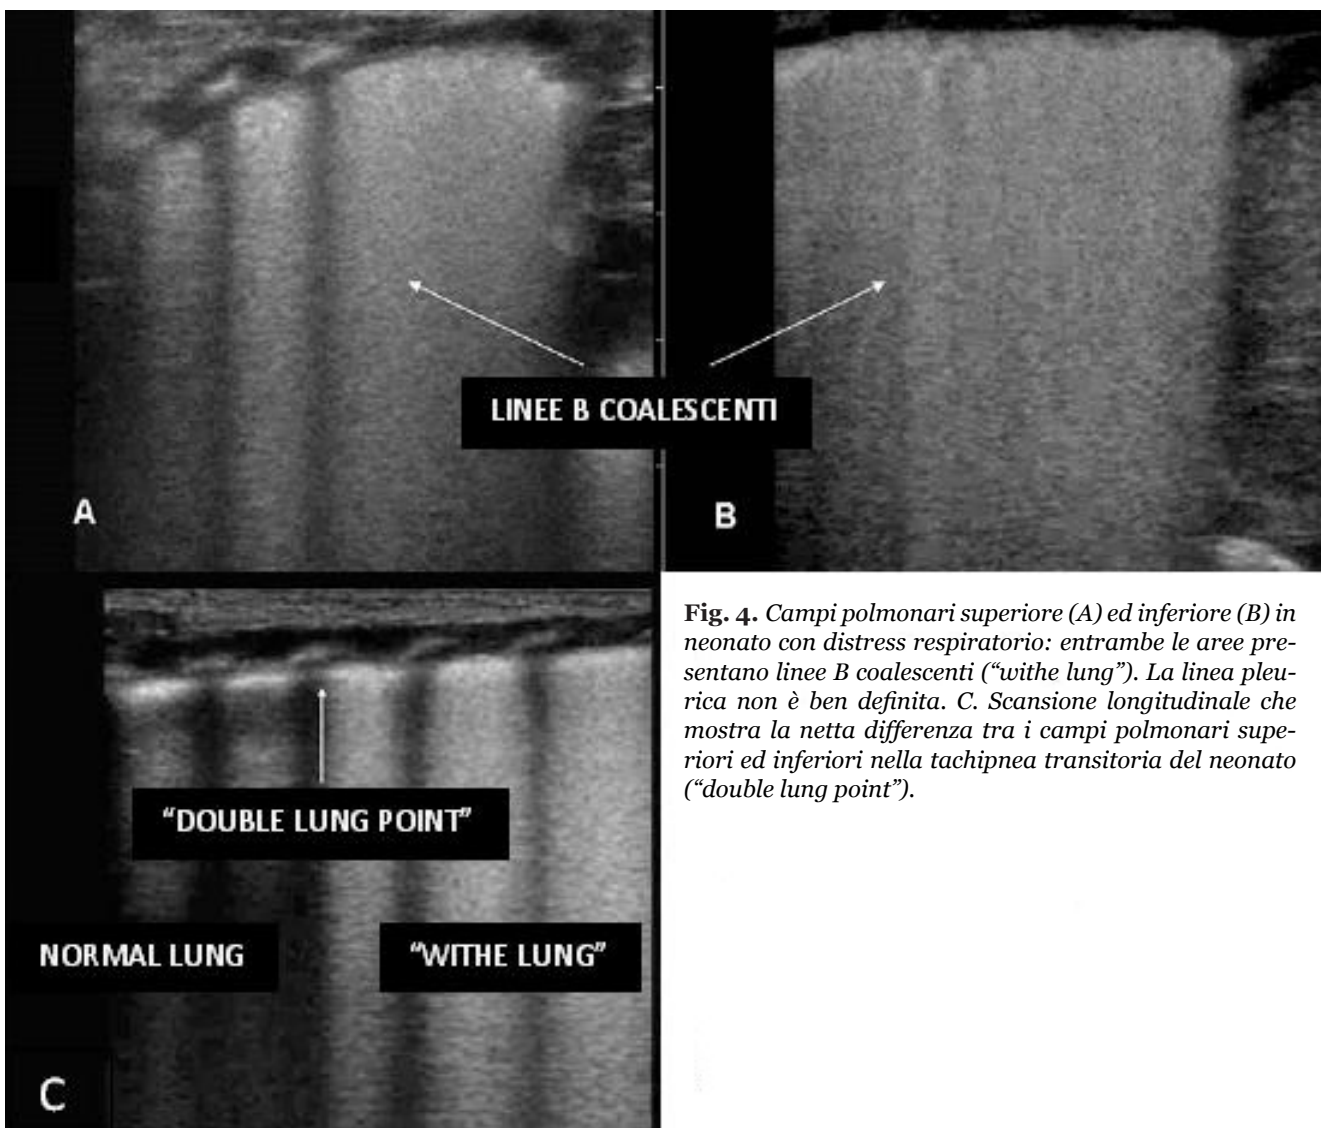 LINEE B COALESCENTI
A
B
Fig. 4. Campi polmonari superiore (A) ed inferiore (B) in
neonato con distress respiratorio: entrambe le aree pre-
sentano linee B coalescenti (“withe lung”). La linea pleu-
rica non è ben definita. C. Scansione longitudinale che
mostra la netta differenza tra i campi polmonari supe-
riori ed inferiori nella tachipnea transitoria del neonato
(“double lung point”).
“DOUBLE LUNG POINT”
NORMAL LUNG
“WITHE LUNG”
C